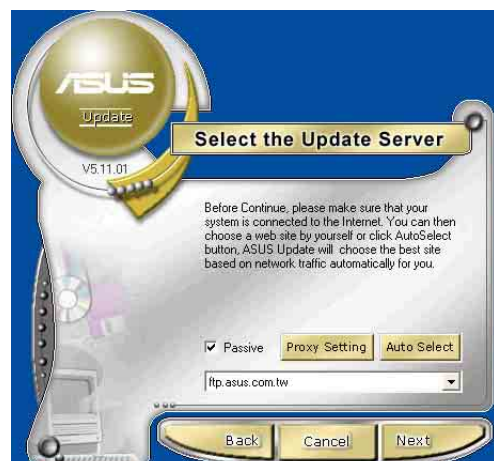 ASUS
Update
V5.11.01
Select the Update Server
Before Continue, please make sure that your
system is connected to the Internet. You can then
choose a web site by yourself or click AutoSelect
button, ASUS Update will choose the best site
based on network traffic automatically for you.
Passive
Proxy Setting
Auto Select
ftp.asus.com.tw
Back
Cancel
Next